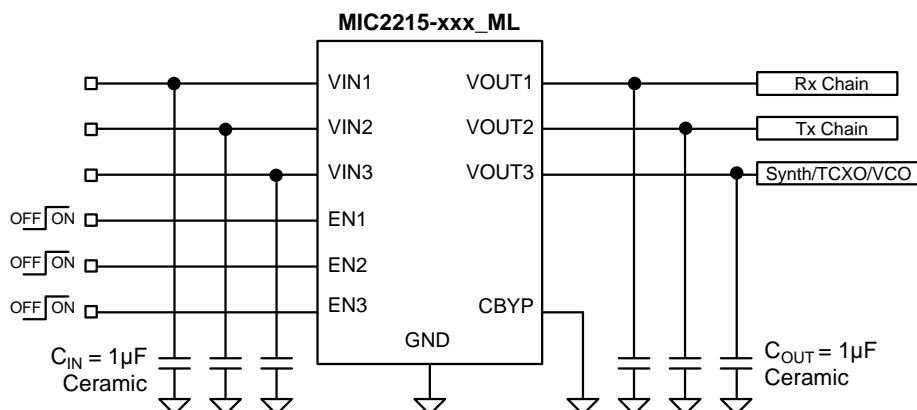 MIC2215-xxx_ML
VIN1 VOUT1 Rx Chain
VIN2 VOUT2 Tx Chain
VIN3 VOUT3 Synth/TCXO/VCO
OFF ON EN1
OFF ON EN2
OFF ON EN3 CBYP
GND
CIN = 1µF
Ceramic
COUT = 1µF
Ceramic